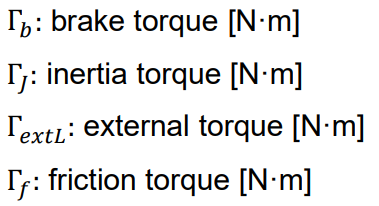 Γb: brake torque [N·m]
ΓJ: inertia torque [N·m]
ΓextL: external torque [N·m]
Γf: friction torque [N·m]